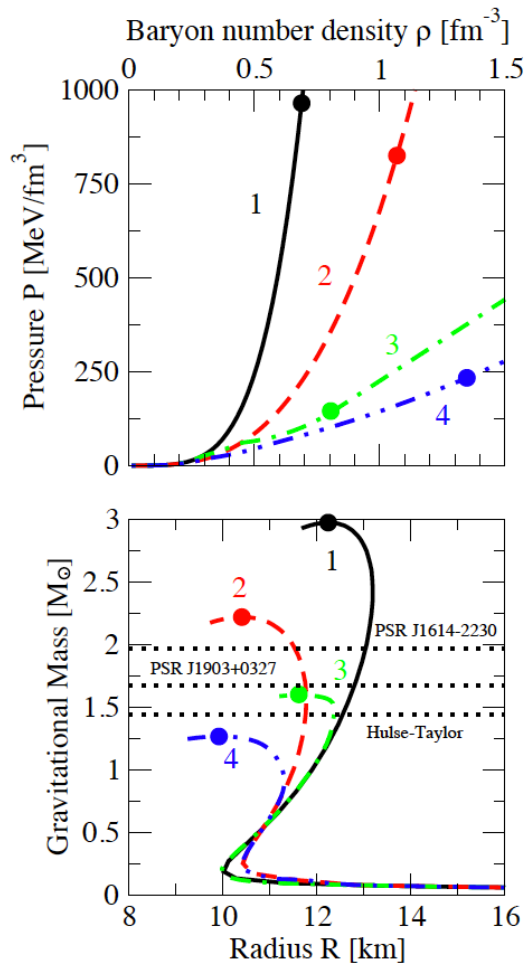 Baryon number density ρ [fm⁻³]
0 0.5 1 1.5
Pressure P [MeV/fm³]
1000
750
500
250
0
1
2
3
4
Gravitational Mass [M⊙]
3
2.5
2
1.5
1
0.5
0
1
2
PSR J1614-2230
PSR J1903+0327
3
Hulse-Taylor
4
8 10 12 14 16
Radius R [km]